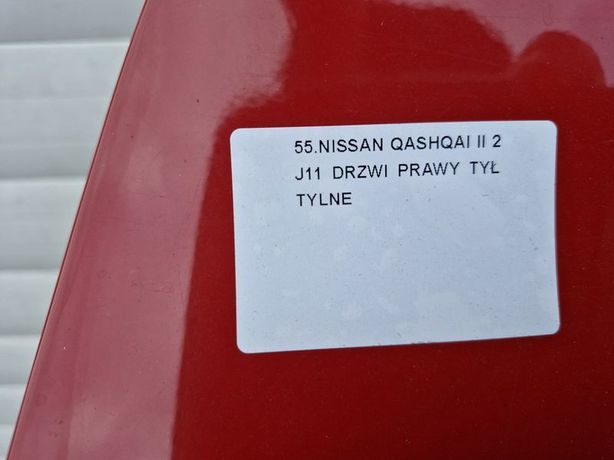 55.NISSAN QASHQAI II 2
J11 DRZWI PRAWY TYŁ
TYLNE